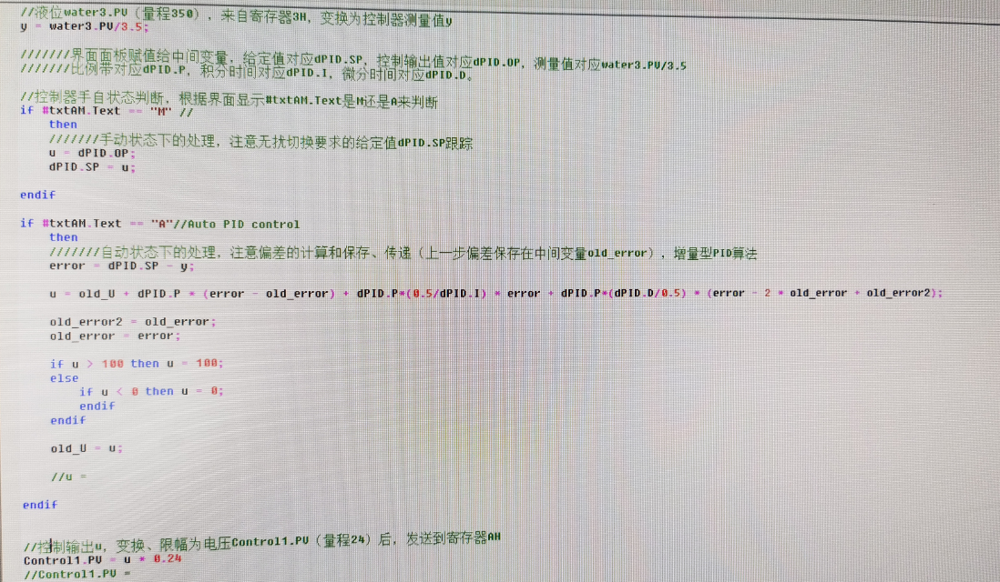 //液位water3.PV（量程350），来自寄存器3H，变换为控制器测量值y
y = water3.PV/3.5;
///////界面面板赋值给中间变量，给定值对应dPID.SP，控制输出值对应dPID.OP，测量值对应water3.PV/3.5
///////比例带对应dPID.P，积分时间对应dPID.I，微分时间对应dPID.D。
//控制器手自状态判断，根据界面显示#txtAM.Text是M还是A来判断
if #txtAM.Text == "M" //
then
///////手动状态下的处理，注意无扰切换要求的给定值dPID.SP跟踪
u = dPID.OP;
dPID.SP = u;
endif
if #txtAM.Text == "A"//Auto PID control
then
///////自动状态下的处理，注意偏差的计算和保存、传递（上一步偏差保存在中间变量old_error），增量型PID算法
error = dPID.SP - y;
u = old_U + dPID.P * (error - old_error) + dPID.P*(0.5/dPID.I) * error + dPID.P*(dPID.D/0.5) * (error - 2 * old_error + old_error2);
old_error2 = old_error;
old_error = error;
if u > 100 then u = 100;
else
if u < 0 then u = 0;
endif
endif
old_U = u;
//u =
endif
//控制输出u，变换、限幅为电压Control1.PV（量程24）后，发送到寄存器AH
Control1.PV = u * 0.24
//Control1.PV =